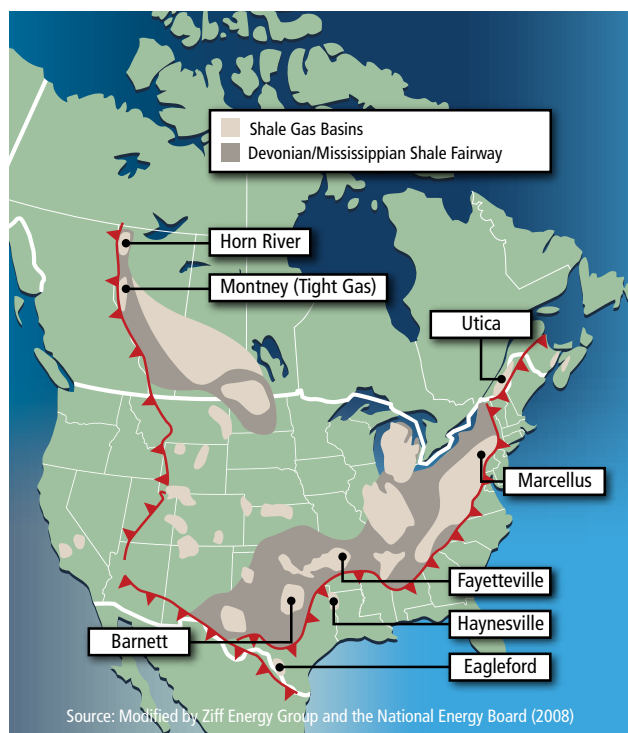 Shale Gas Basins
Devonian/Mississippian Shale Fairway
Horn River
Montney (Tight Gas)
Utica
Marcellus
Fayetteville
Haynesville
Barnett
Eagleford
Source: Modified by Ziff Energy Group and the National Energy Board (2008)